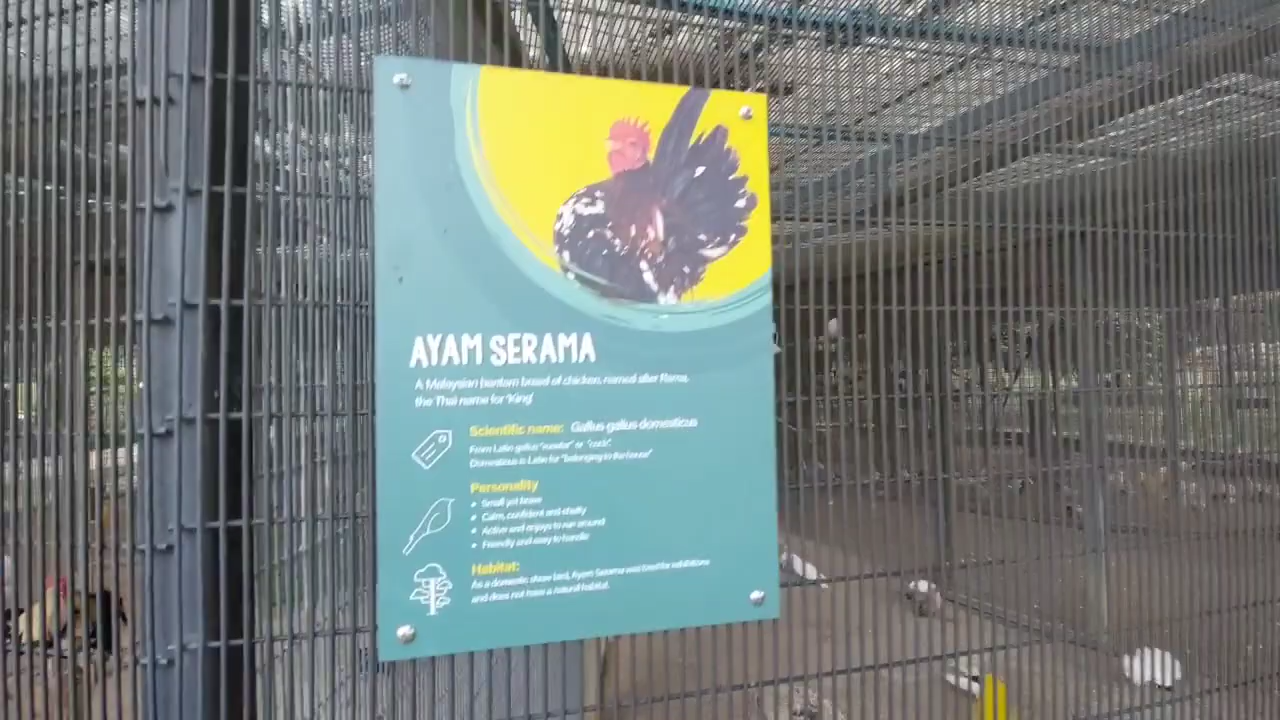 AYAM SERAMA
A Malaysian bantam breed of chicken, named after Rama,
the Thai name for 'King'
Scientific name: Gallus gallus domesticus
From Latin gallus "rooster" or "cock".
Domesticus is Latin for "belonging to the house"
Personality
• Small yet brave
• Calm, confident and
• Active and enjoys to run around
• Friendly and easy to handle
Habitat:
As a domestic show bird, Ayam Serama was bred for exhibitions
and does not have a natural habitat.